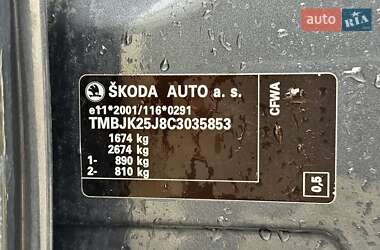 auto RIA
ŠKODA AUTO a. s.
e11*2001/116*0291
TMBJK25J8C3035853
1674 kg
2674 kg
1- 890 kg
2- 810 kg
CFWA
0,5